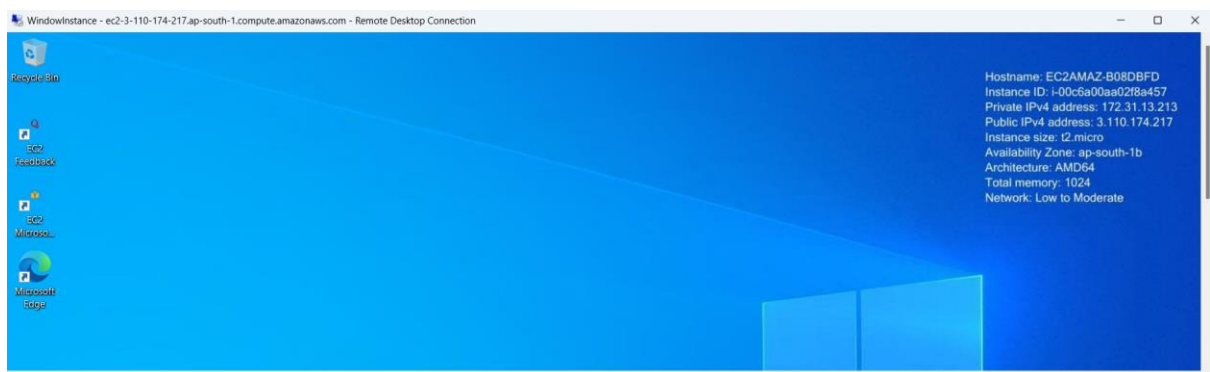 WindowInstance - ec2-3-110-174-217.ap-south-1.compute.amazonaws.com - Remote Desktop Connection
Recycle Bin
EC2
Feedback
EC2
Microso...
Microsoft
Edge
Hostname: EC2AMAZ-B08DBFD
Instance ID: i-00c6a00aa02f8a457
Private IPv4 address: 172.31.13.213
Public IPv4 address: 3.110.174.217
Instance size: t2.micro
Availability Zone: ap-south-1b
Architecture: AMD64
Total memory: 1024
Network: Low to Moderate